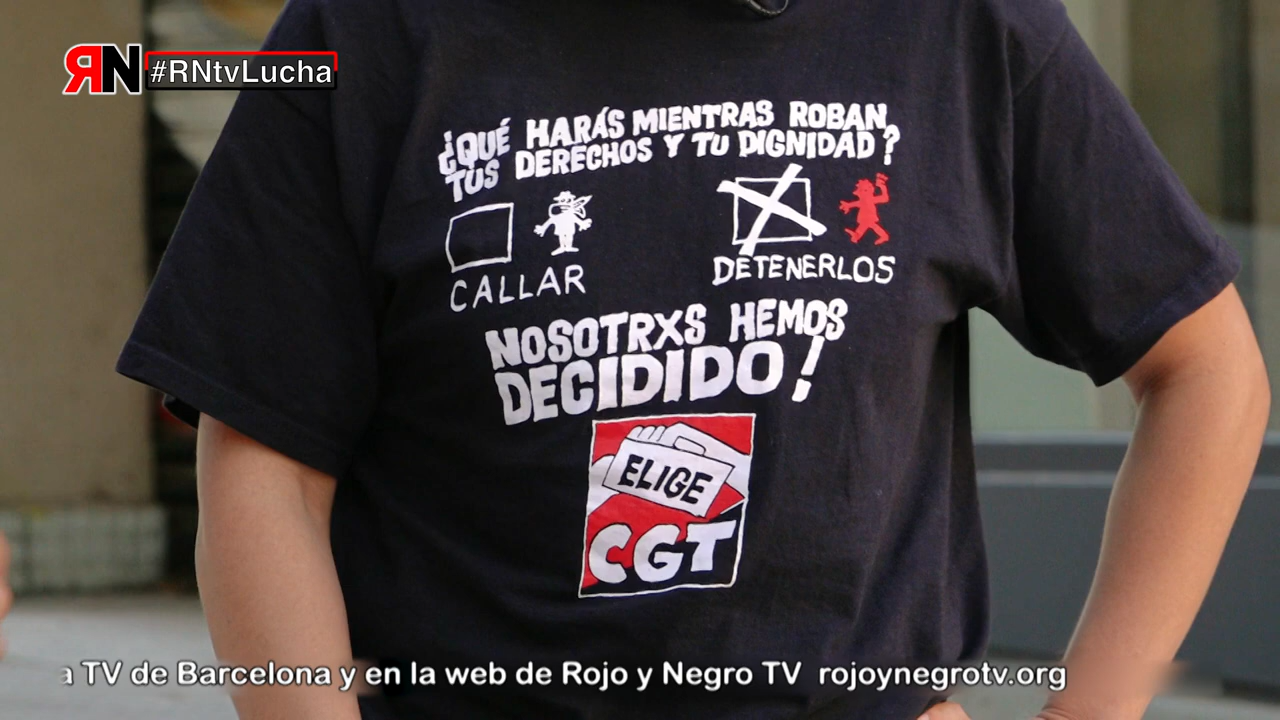 RN #RNtvLucha
¿QUÉ HARÁS MIENTRAS ROBAN
TUS DERECHOS Y TU DIGNIDAD?
CALLAR
DETENERLOS
NOSOTRXS HEMOS
DECIDIDO!
ELIGE
CGT
a TV de Barcelona y en la web de Rojo y Negro TV rojoynegrotv.org